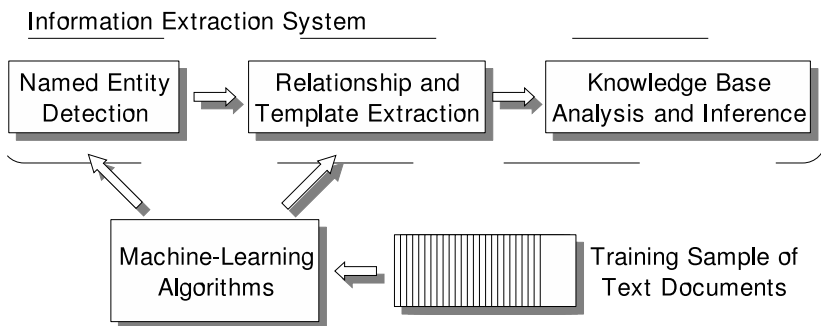 Information Extraction System
Named Entity
Detection
Relationship and
Template Extraction
Knowledge Base
Analysis and Inference
Machine-Learning
Algorithms
Training Sample of
Text Documents